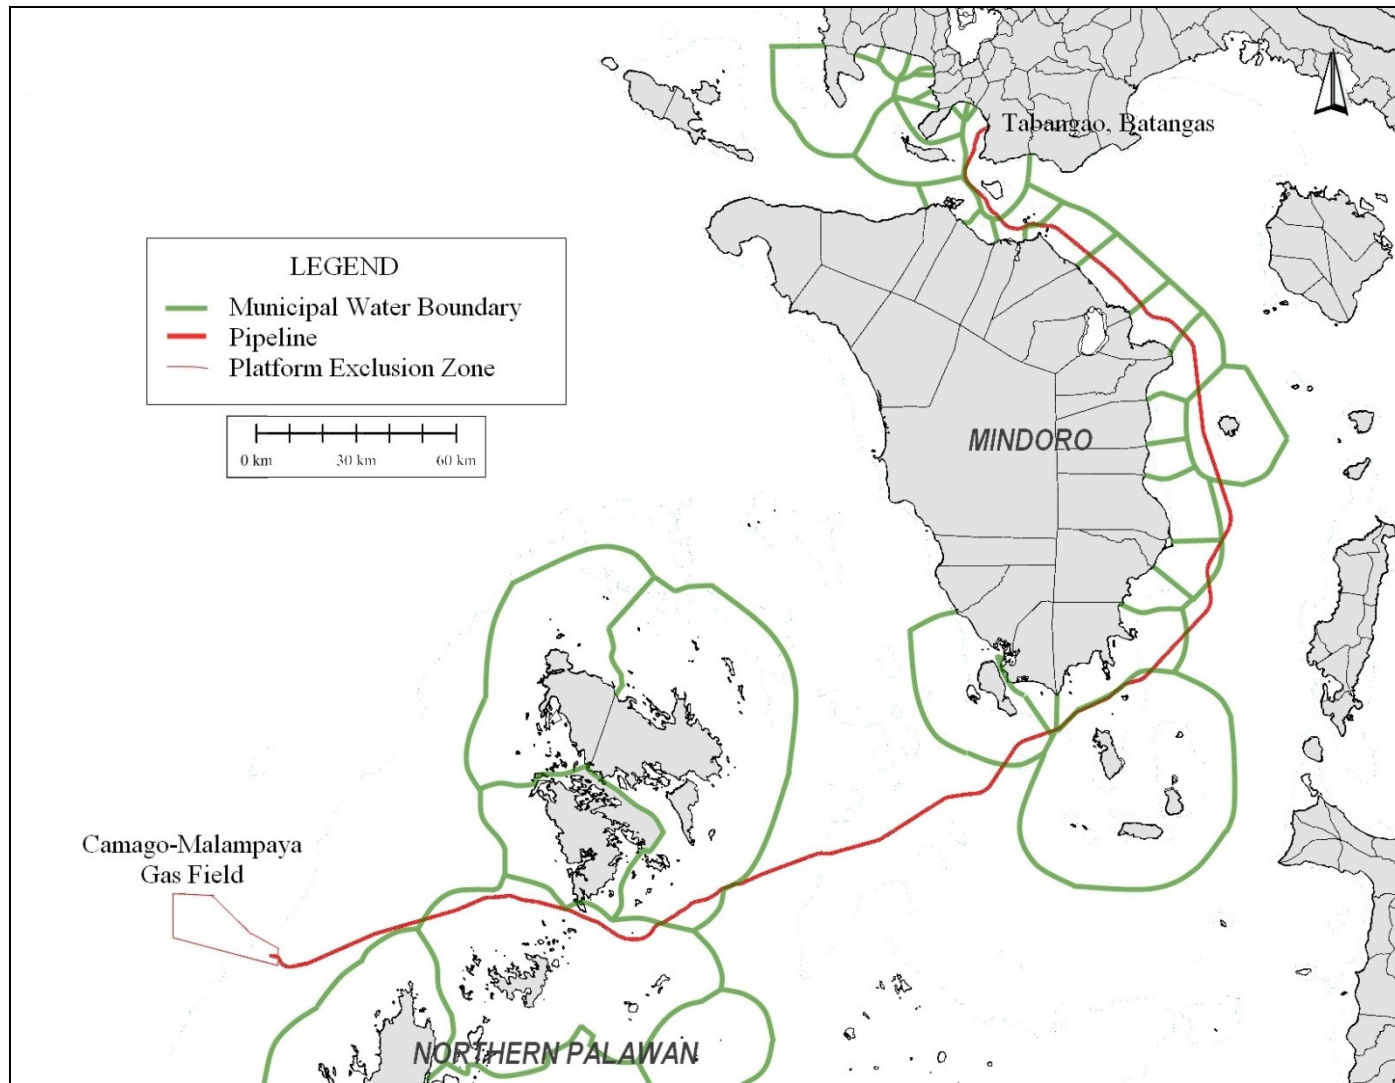 Tabangao, Batangas
LEGEND
Municipal Water Boundary
Pipeline
Platform Exclusion Zone
0 km 30 km 60 km
MINDORO
Camago-Malampaya
Gas Field
NORTHERN PALAWAN